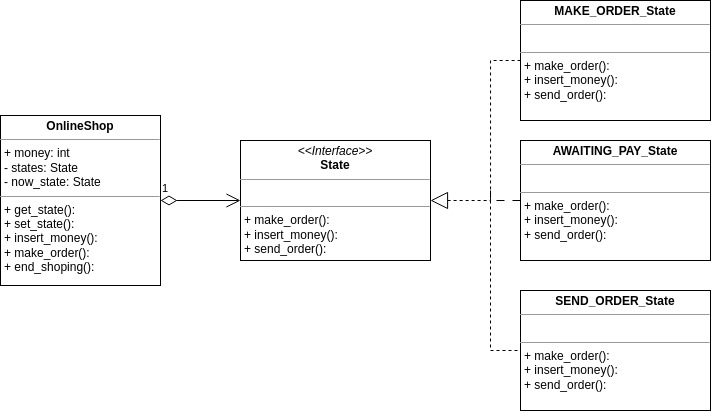 OnlineShop
+ money: int
- states: State
- now_state: State
+ get_state():
+ set_state():
+ insert_money():
+ make_order():
+ end_shoping():
1
<<Interface>>
State
+ make_order():
+ insert_money():
+ send_order():
MAKE_ORDER_State
+ make_order():
+ insert_money():
+ send_order():
AWAITING_PAY_State
+ make_order():
+ insert_money():
+ send_order():
SEND_ORDER_State
+ make_order():
+ insert_money():
+ send_order():